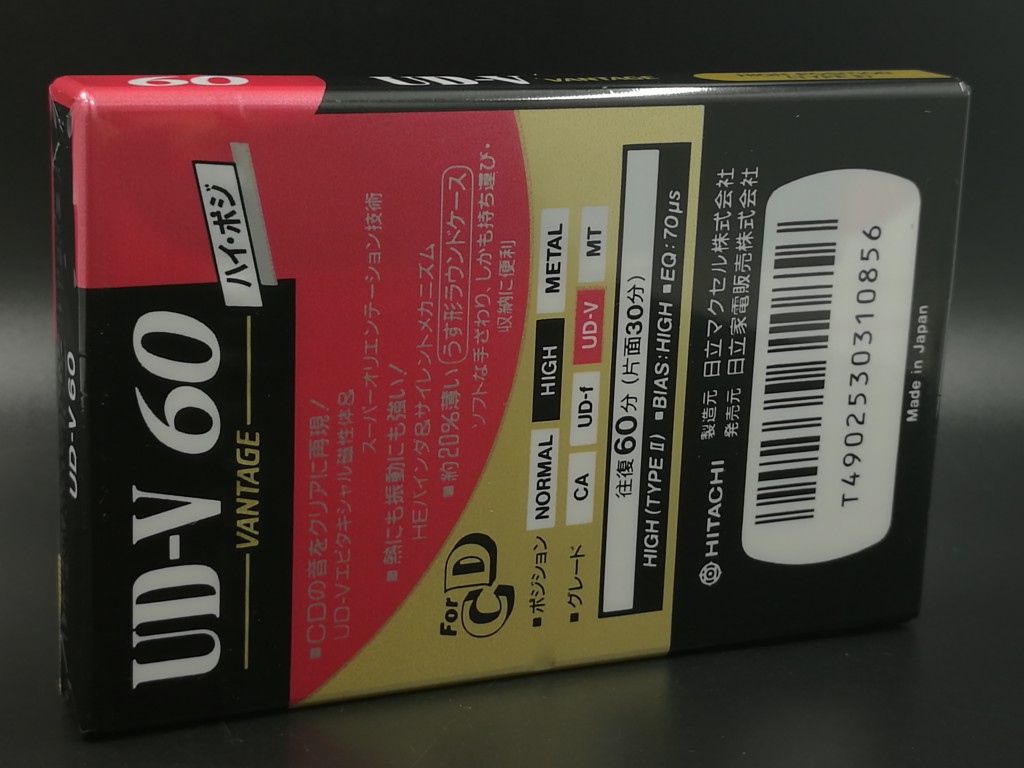 60
UD-V VANTAGE
UD-V 60
UD-V 60
VANTAGE
ハイ・ポジ
■CDの音をクリアに再現!
UD-Vエピタキシャル磁性体&
スーパーオリエンテーション技術
■熱にも振動にも強い!
HEハインダ&サイレントメカニズム
■約20%薄い うす形ラウンドケース
ソフトな手ざわり、しかも持ち運び・
収納に便利
For CD
■ポジション NORMAL HIGH METAL
■グレード CA UD-f UD-V MT
往復60分(片面30分)
HIGH(TYPE II) ■BIAS:HIGH ■EQ:70μs
HITACHI
製造元 日立マクセル株式会社
発売元 日立家電販売株式会社
T4902530310856
Made in Japan